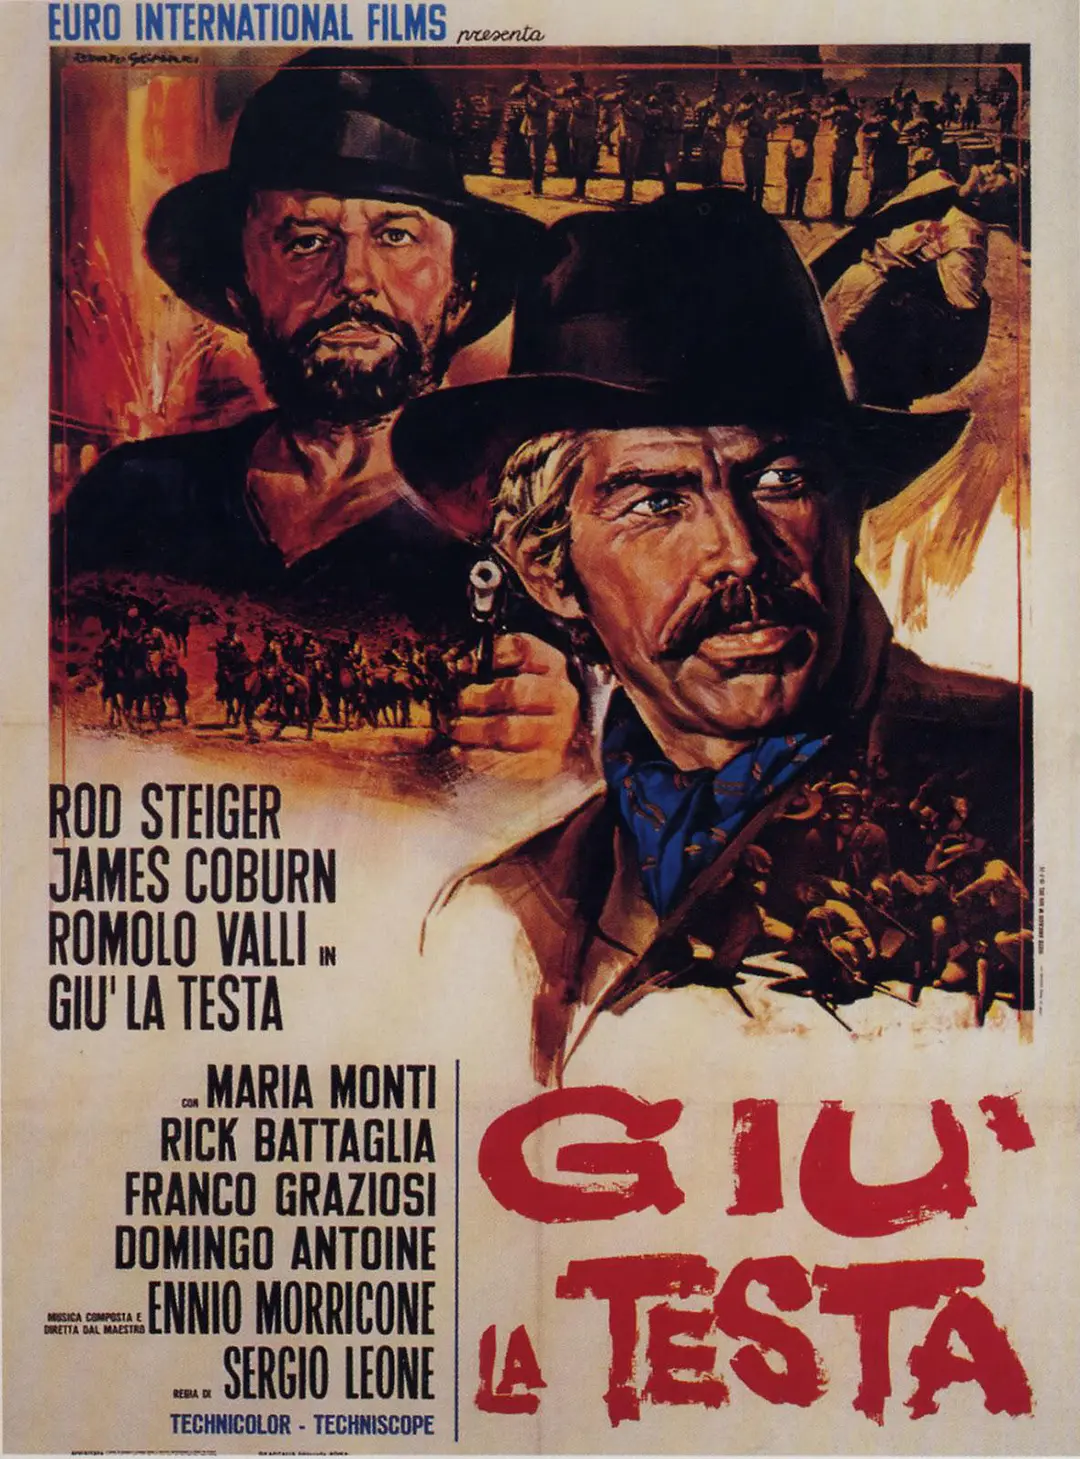 EURO INTERNATIONAL FILMS presenta
ROD STEIGER
JAMES COBURN
ROMOLO VALLI IN
GIU' LA TESTA
CON MARIA MONTI
RICK BATTAGLIA
FRANCO GRAZIOSI
DOMINGO ANTOINE
MUSICA COMPOSTA E
DIRETTA DAL MAESTRO ENNIO MORRICONE
REGIA DI SERGIO LEONE
TECHNICOLOR - TECHNISCOPE
GIU'
LA TESTA